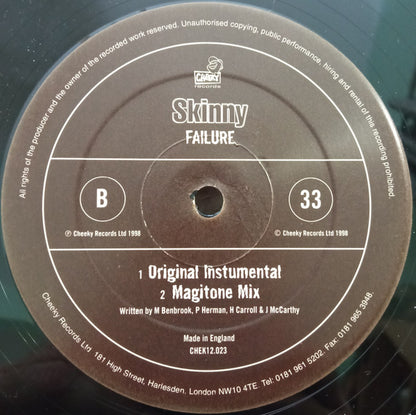 All rights of the producer and the owner of the recorded work reserved. Unauthorised copying, public performance, hiring and rental of this recording prohibited.
CHEEKY
records
Skinny
FAILURE
B
33
℗ Cheeky Records Ltd 1998
© Cheeky Records Ltd 1998
1 Original Instumental
2 Magitone Mix
Written by M Benbrook, P Herman, H Carroll & J McCarthy
Made in England
CHEK12.023
Cheeky Records Ltd. 181 High Street, Harlesden, London NW10 4TE. Tel: 0181 961 5202. Fax: 0181 965 3948.